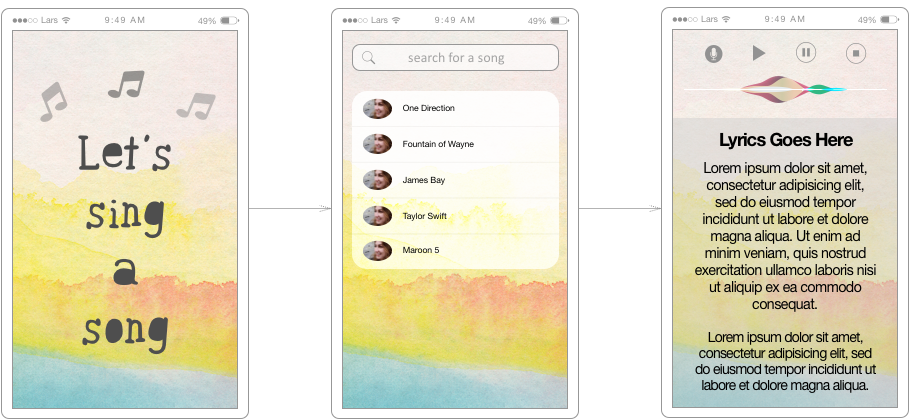 Lars 9:49 AM 49%
Let's
sing
a
song
Lars 9:49 AM 49%
search for a song
One Direction
Fountain of Wayne
James Bay
Taylor Swift
Maroon 5
Lars 9:49 AM 49%
Lyrics Goes Here
Lorem ipsum dolor sit amet,
consectetur adipisicing elit,
sed do eiusmod tempor
incididunt ut labore et dolore
magna aliqua. Ut enim ad
minim veniam, quis nostrud
exercitation ullamco laboris nisi
ut aliquip ex ea commodo
consequat.
Lorem ipsum dolor sit amet,
consectetur adipisicing elit, sed
do eiusmod tempor incididunt ut
labore et dolore magna aliqua.